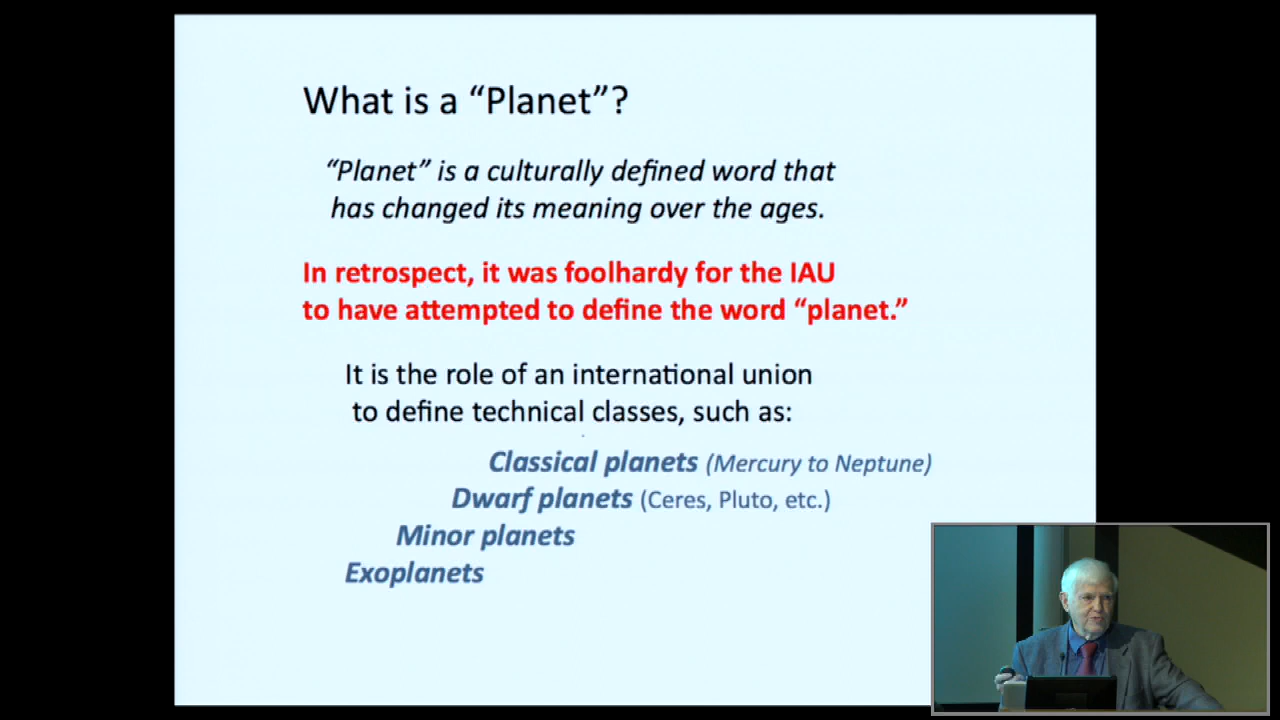 What is a “Planet”?
“Planet” is a culturally defined word that
has changed its meaning over the ages.
In retrospect, it was foolhardy for the IAU
to have attempted to define the word “planet.”
It is the role of an international union
to define technical classes, such as:
Classical planets (Mercury to Neptune)
Dwarf planets (Ceres, Pluto, etc.)
Minor planets
Exoplanets